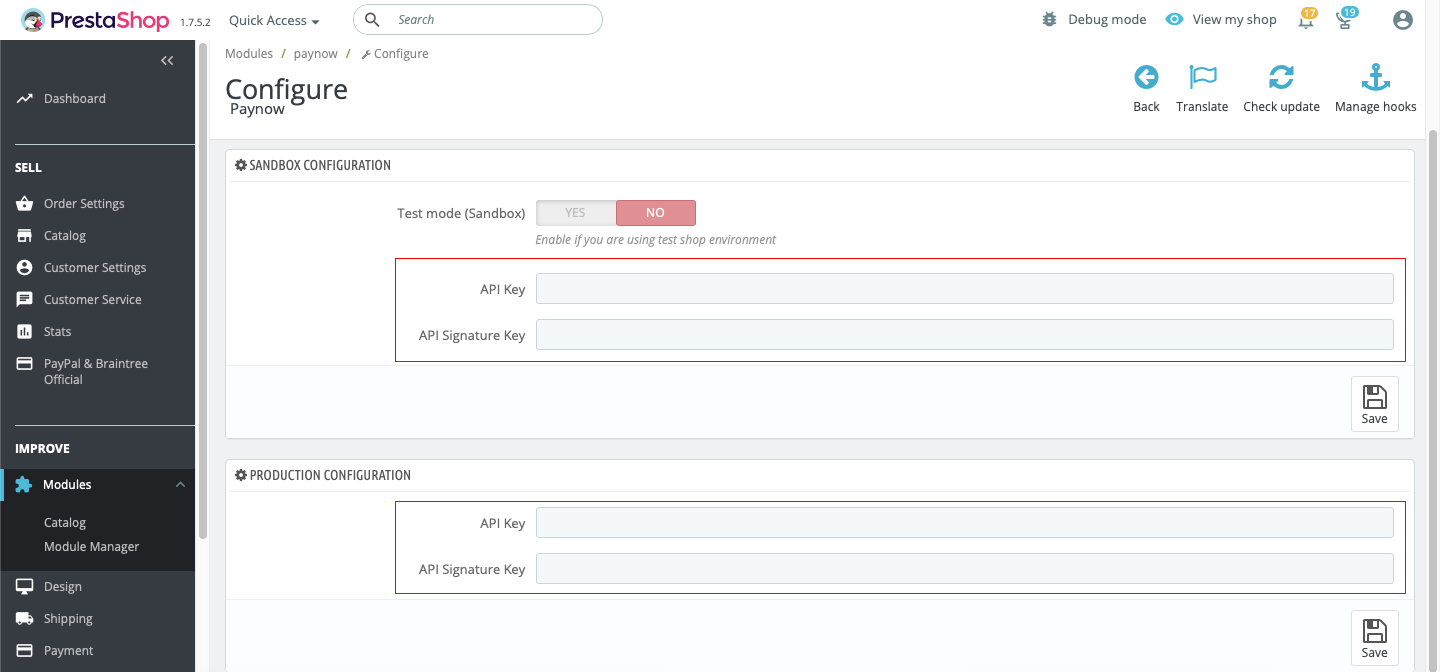 PrestaShop 1.7.5.2 Quick Access Search Debug mode View my shop 17 19
Modules / paynow / Configure
Configure
Paynow
Back Translate Check update Manage hooks
Dashboard
SELL
Order Settings
Catalog
Customer Settings
Customer Service
Stats
PayPal & Braintree
Official
IMPROVE
Modules
Catalog
Module Manager
Design
Shipping
Payment
SANDBOX CONFIGURATION
Test mode (Sandbox) YES NO
Enable if you are using test shop environment
API Key
API Signature Key
Save
PRODUCTION CONFIGURATION
API Key
API Signature Key
Save